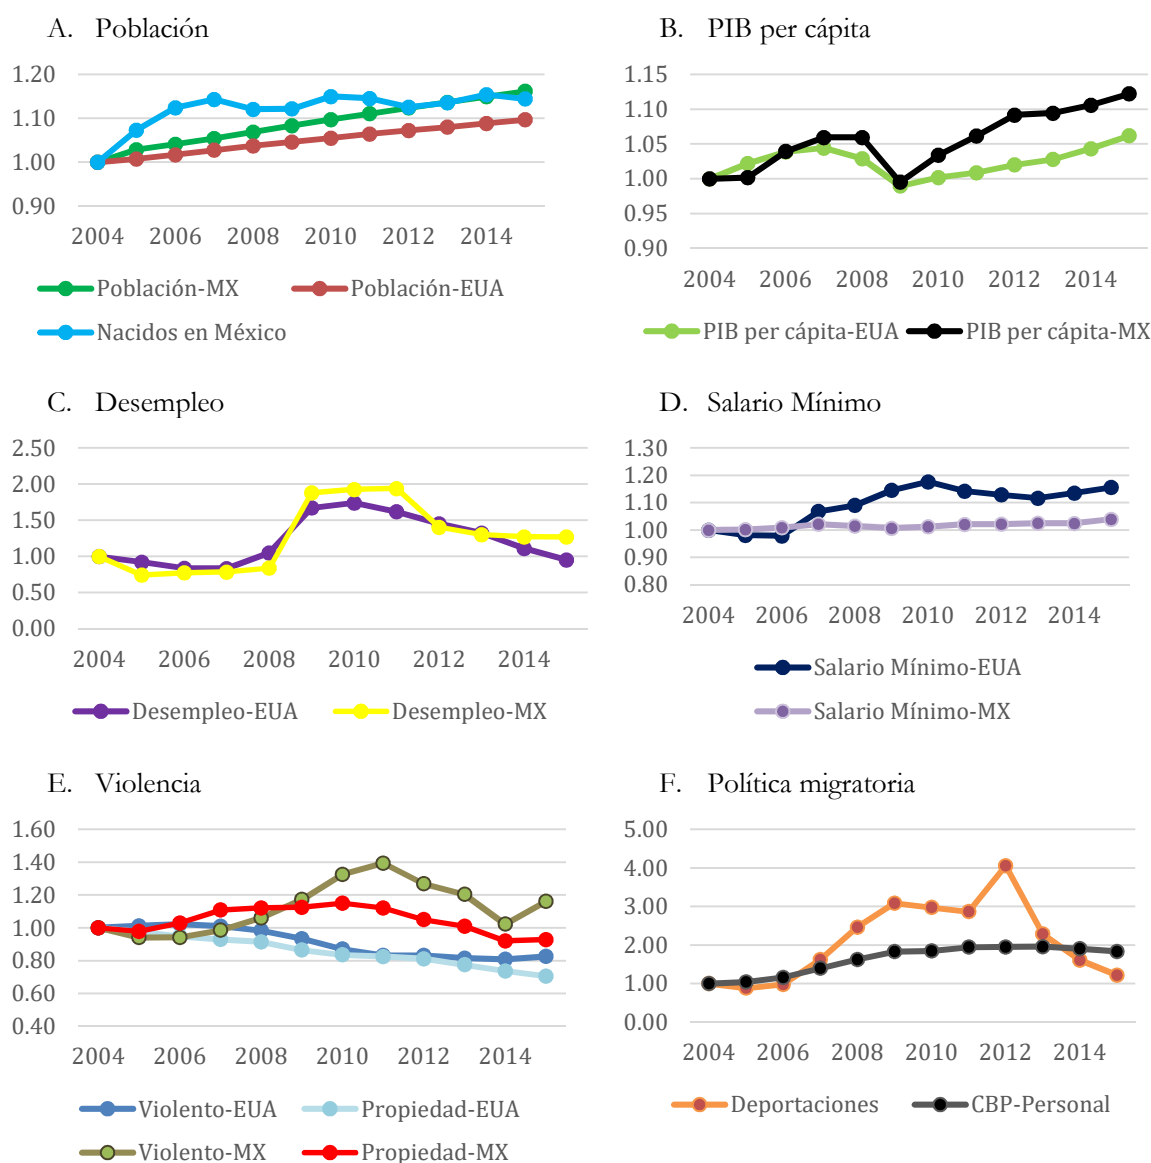 A. Población
1.20
1.10
1.00
0.90
2004 2006 2008 2010 2012 2014
Población-MX Población-EUA
Nacidos en México
B. PIB per cápita
1.15
1.10
1.05
1.00
0.95
0.90
2004 2006 2008 2010 2012 2014
PIB per cápita-EUA PIB per cápita-MX
C. Desempleo
2.50
2.00
1.50
1.00
0.50
0.00
2004 2006 2008 2010 2012 2014
Desempleo-EUA Desempleo-MX
D. Salario Mínimo
1.30
1.20
1.10
1.00
0.90
0.80
2004 2006 2008 2010 2012 2014
Salario Mínimo-EUA
Salario Mínimo-MX
E. Violencia
1.60
1.40
1.20
1.00
0.80
0.60
0.40
2004 2006 2008 2010 2012 2014
Violento-EUA Propiedad-EUA
Violento-MX Propiedad-MX
F. Política migratoria
5.00
4.00
3.00
2.00
1.00
0.00
2004 2006 2008 2010 2012 2014
Deportaciones CBP-Personal